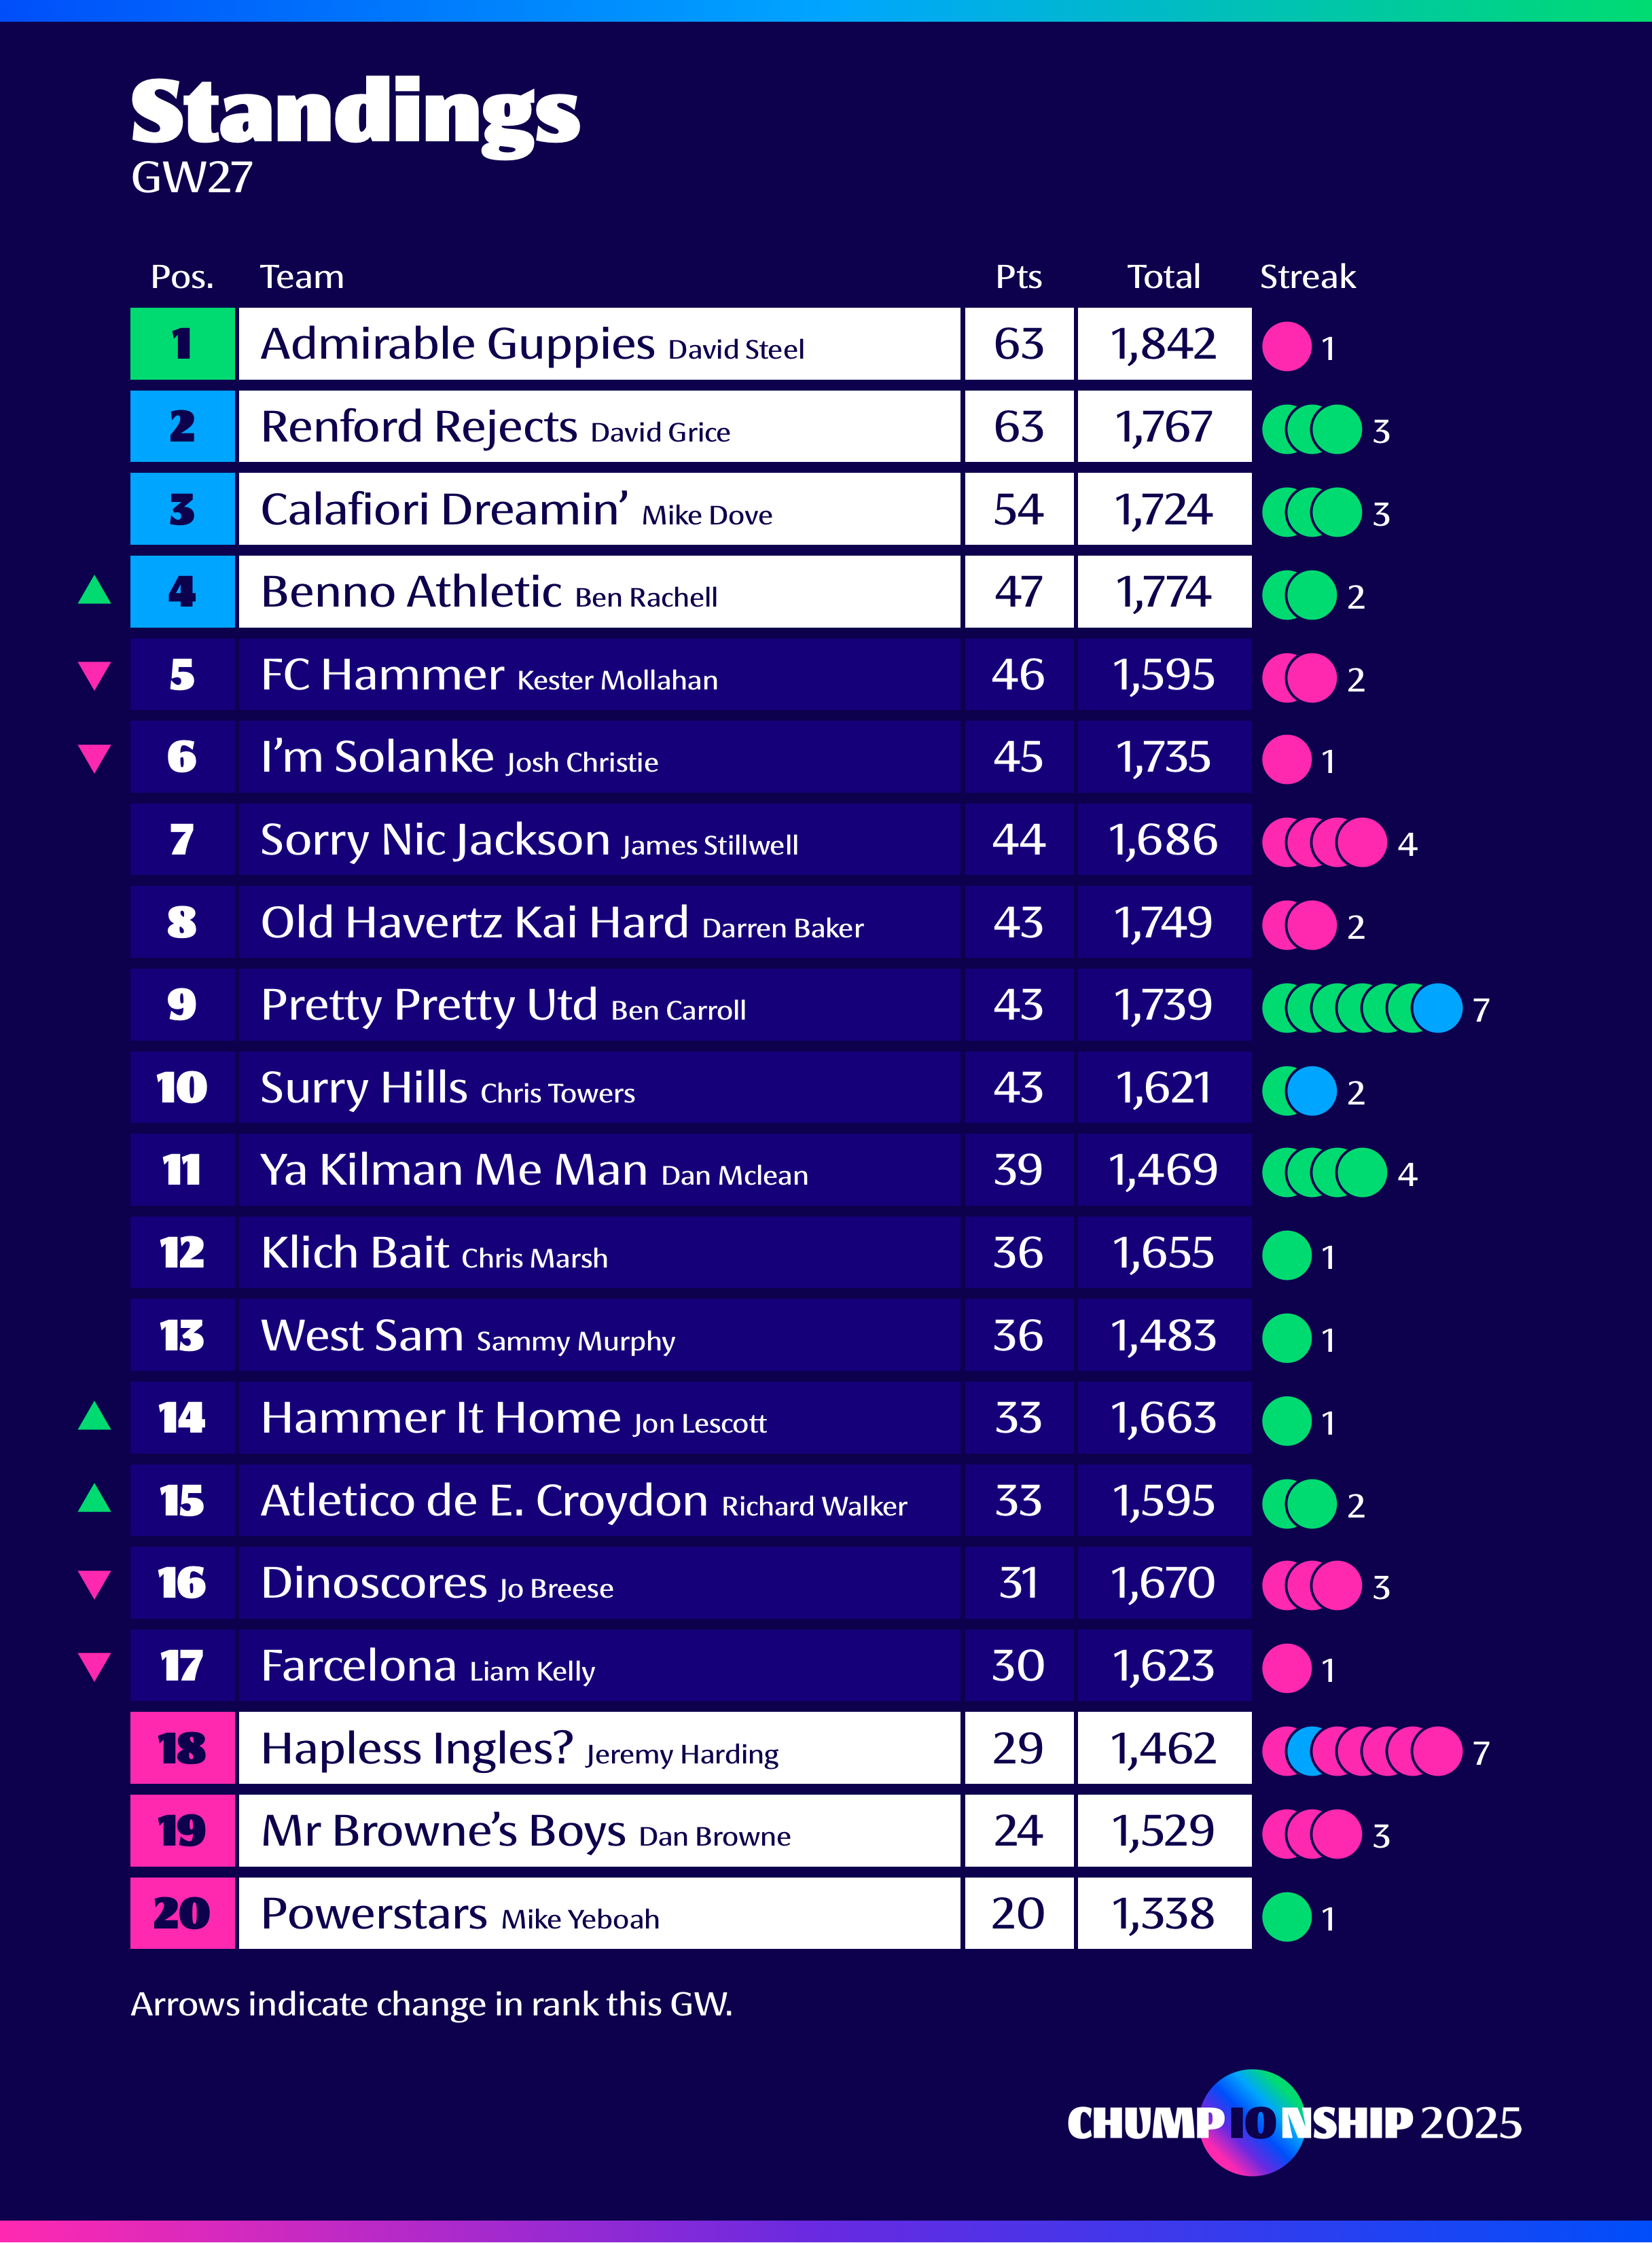 Standings
GW27
Pos. Team Pts Total Streak
1 Admirable Guppies David Steel 63 1,842 1
2 Renford Rejects David Grice 63 1,767 3
3 Calafiori Dreamin’ Mike Dove 54 1,724 3
4 Benno Athletic Ben Rachell 47 1,774 2
5 FC Hammer Kester Mollahan 46 1,595 2
6 I’m Solanke Josh Christie 45 1,735 1
7 Sorry Nic Jackson James Stillwell 44 1,686 4
8 Old Havertz Kai Hard Darren Baker 43 1,749 2
9 Pretty Pretty Utd Ben Carroll 43 1,739 7
10 Surry Hills Chris Towers 43 1,621 2
11 Ya Kilman Me Man Dan Mclean 39 1,469 4
12 Klich Bait Chris Marsh 36 1,655 1
13 West Sam Sammy Murphy 36 1,483 1
14 Hammer It Home Jon Lescott 33 1,663 1
15 Atletico de E. Croydon Richard Walker 33 1,595 2
16 Dinoscores Jo Breese 31 1,670 3
17 Farcelona Liam Kelly 30 1,623 1
18 Hapless Ingles? Jeremy Harding 29 1,462 7
19 Mr Browne’s Boys Dan Browne 24 1,529 3
20 Powerstars Mike Yeboah 20 1,338 1
Arrows indicate change in rank this GW.
CHUMP10NSHIP 2025